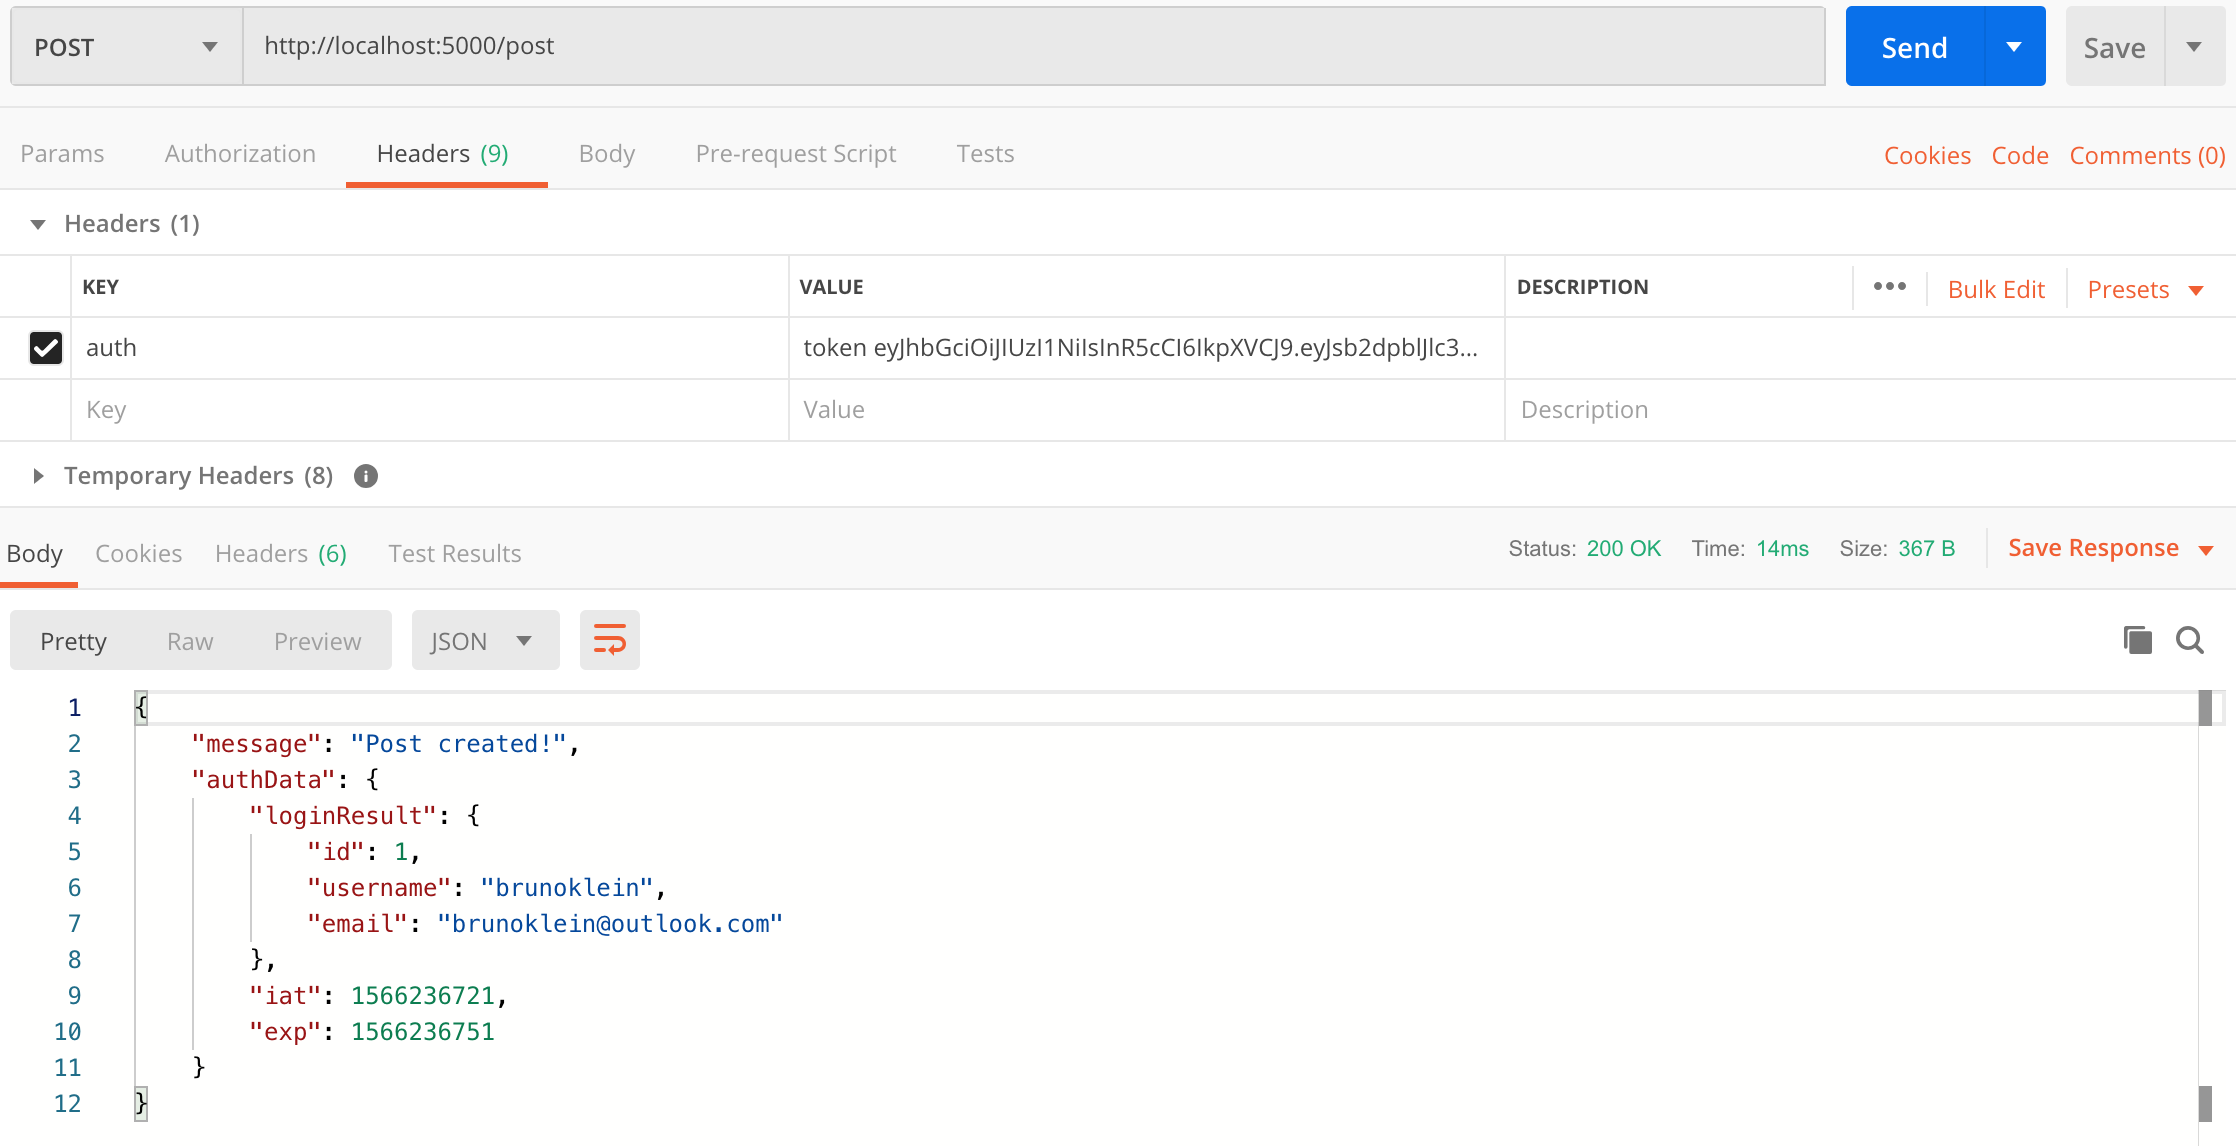 POST http://localhost:5000/post Send Save
Params Authorization Headers (9) Body Pre-request Script Tests Cookies Code Comments (0)
Headers (1)
KEY VALUE DESCRIPTION ••• Bulk Edit Presets
auth token eyJhbGciOiJIUzI1NiIsInR5cCI6IkpXVCJ9.eyJsb2dpblJlc3...
Key Value Description
Temporary Headers (8)
Body Cookies Headers (6) Test Results Status: 200 OK Time: 14ms Size: 367 B Save Response
Pretty Raw Preview JSON
1 {
2 "message": "Post created!",
3 "authData": {
4 "loginResult": {
5 "id": 1,
6 "username": "brunoklein",
7 "email": "brunoklein@outlook.com"
8 },
9 "iat": 1566236721,
10 "exp": 1566236751
11 }
12 }